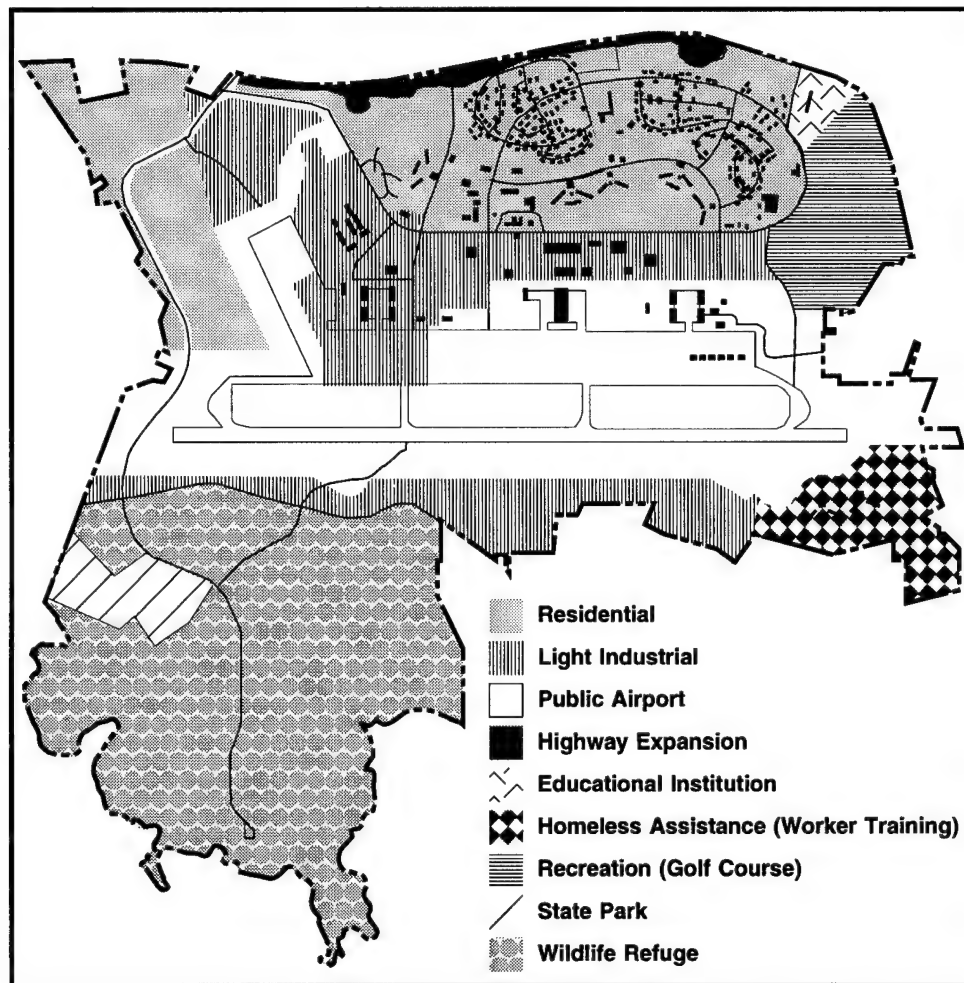 Residential
Light Industrial
Public Airport
Highway Expansion
Educational Institution
Homeless Assistance (Worker Training)
Recreation (Golf Course)
State Park
Wildlife Refuge